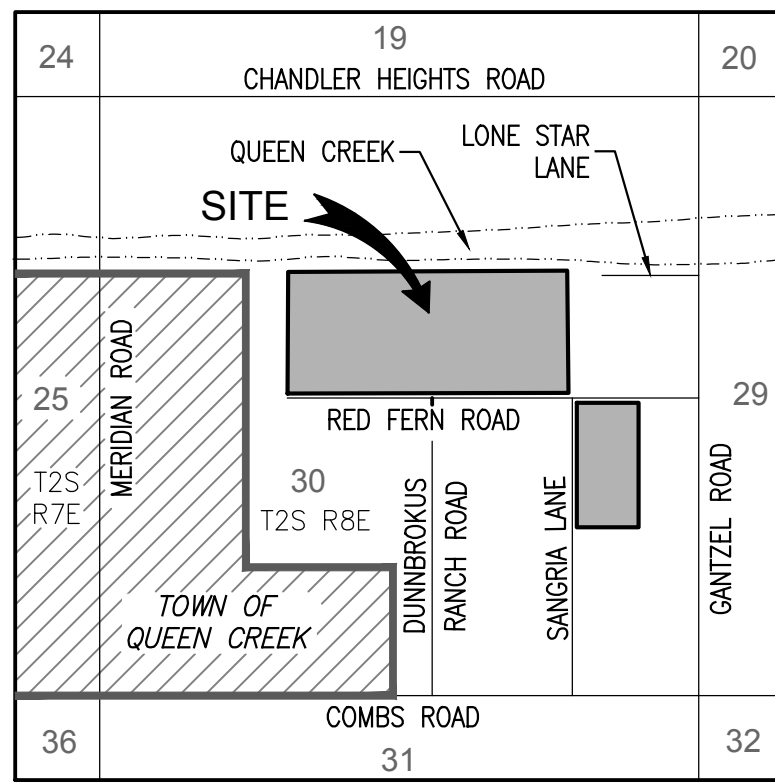 19
24
20
CHANDLER HEIGHTS ROAD
QUEEN CREEK
LONE STAR
LANE
SITE
MERIDIAN ROAD
25
T2S
R7E
RED FERN ROAD
29
30
T2S R8E
DUNNBROKUS
RANCH ROAD
SANGRIA LANE
GANTZEL ROAD
TOWN OF
QUEEN CREEK
COMBS ROAD
36
31
32